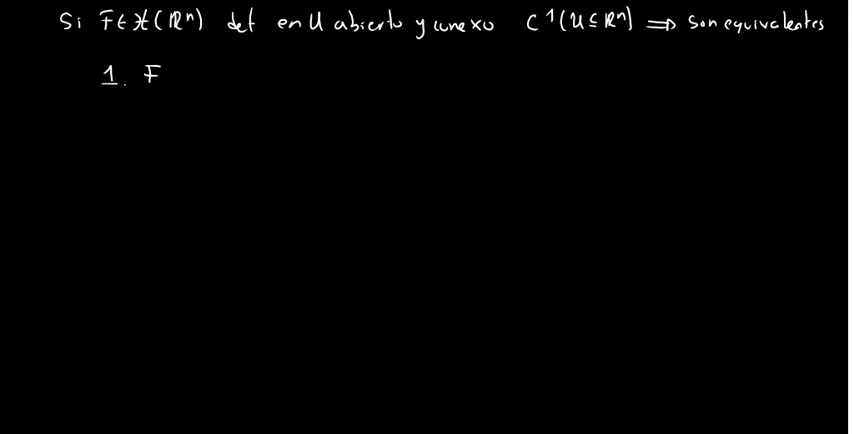 Si F ∈ 𝔛(ℝⁿ) def en U abierto y conexo C¹(U ⊆ ℝⁿ) ⟹ son equivalentes
1. F